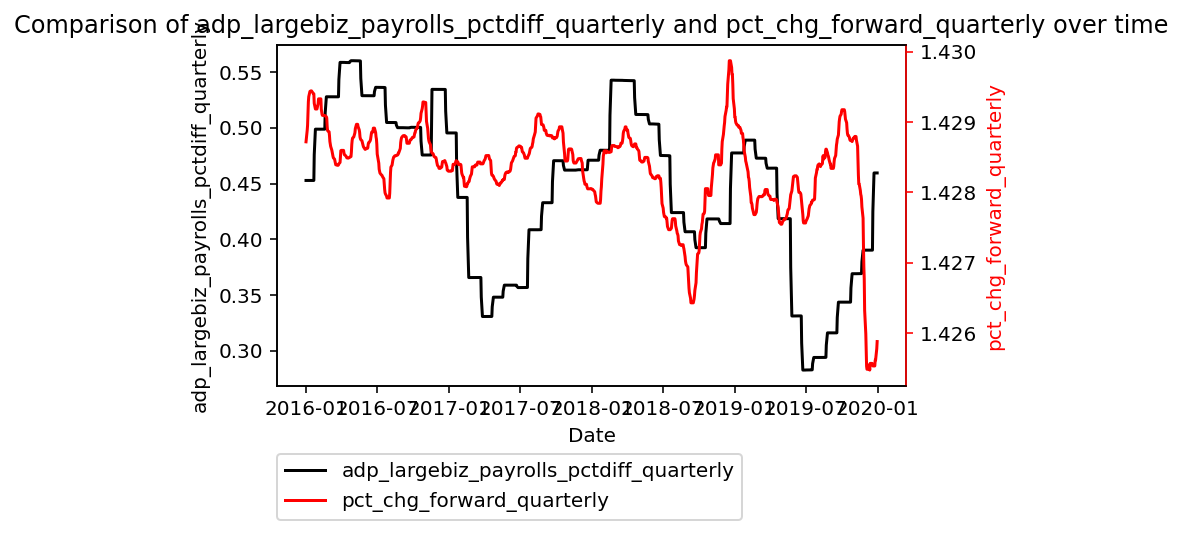 Comparison of adp_largebiz_payrolls_pctdiff_quarterly and pct_chg_forward_quarterly over time
adp_largebiz_payrolls_pctdiff_quarterly
0.55
0.50
0.45
0.40
0.35
0.30
1.430
1.429
1.428
1.427
1.426
pct_chg_forward_quarterly
2016-01 2016-07 2017-01 2017-07 2018-01 2018-07 2019-01 2019-07 2020-01
Date
adp_largebiz_payrolls_pctdiff_quarterly
pct_chg_forward_quarterly